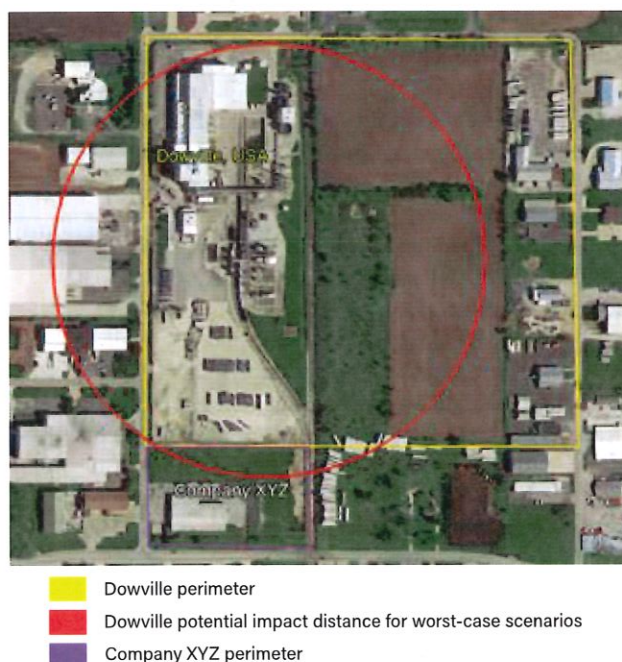 Dowville, USA
Company XYZ
Dowville perimeter
Dowville potential impact distance for worst-case scenarios
Company XYZ perimeter